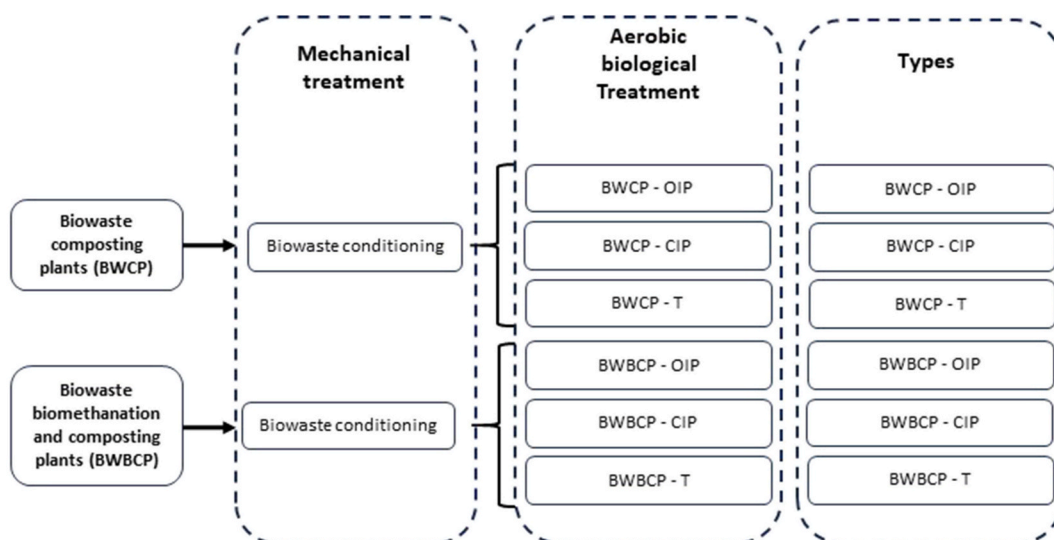 Mechanical
treatment
Aerobic
biological
Treatment
Types
Biowaste
composting
plants (BWCP)
Biowaste conditioning
BWCP - OIP
BWCP - CIP
BWCP - T
BWCP - OIP
BWCP - CIP
BWCP - T
Biowaste
biomethanation
and composting
plants (BWBCP)
Biowaste conditioning
BWBCP - OIP
BWBCP - CIP
BWBCP - T
BWBCP - OIP
BWBCP - CIP
BWBCP - T